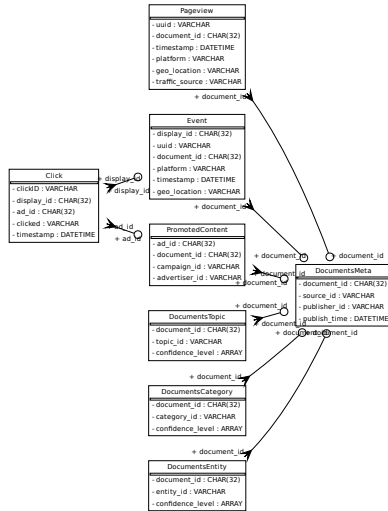 Pageview
- uuid : VARCHAR
- document_id : CHAR(32)
- timestamp : DATETIME
- platform : VARCHAR
- geo_location : VARCHAR
- traffic_source : VARCHAR
+ document_id
Event
- display_id : CHAR(32)
- uuid : VARCHAR
- document_id : CHAR(32)
- platform : VARCHAR
- timestamp : DATETIME
- geo_location : VARCHAR
+ document_id
Click
- clickID : VARCHAR
- display_id : CHAR(32)
- ad_id : CHAR(32)
- clicked : VARCHAR
- timestamp : DATETIME
+ display_id
display_id
+ ad_id
+ ad_id
PromotedContent
- ad_id : CHAR(32)
- document_id : CHAR(32)
- campaign_id : VARCHAR
- advertiser_id : VARCHAR
+ document_id
+ document_id
+ document_id
+ document_id
DocumentsMeta
- document_id : CHAR(32)
- source_id : VARCHAR
- publisher_id : VARCHAR
- publish_time : DATETIME
DocumentsTopic
- document_id : CHAR(32)
- topic_id : VARCHAR
- confidence_level : ARRAY
+ document_id
+ document_id
+ document_id
+ document_id
DocumentsCategory
- document_id : CHAR(32)
- category_id : VARCHAR
- confidence_level : ARRAY
+ document_id
DocumentsEntity
- document_id : CHAR(32)
- entity_id : VARCHAR
- confidence_level : ARRAY
+ document_id